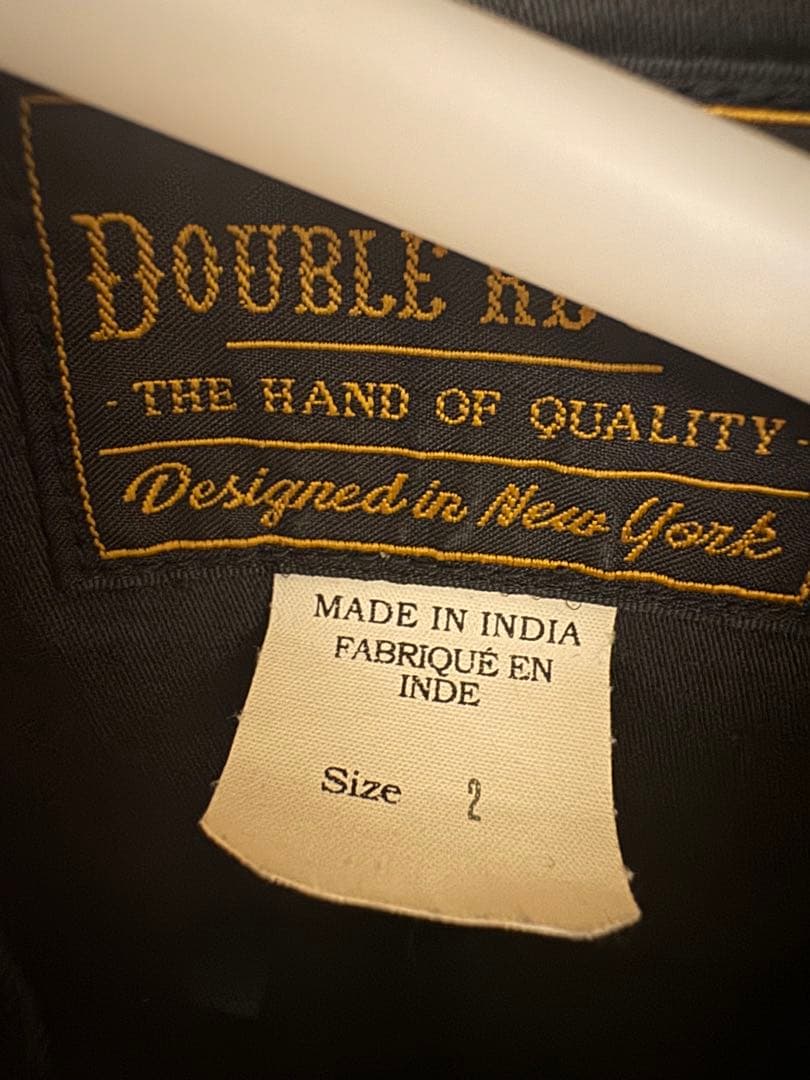 DOUBLE
- THE HAND OF QUALITY -
Designed in New York
MADE IN INDIA
FABRIQUÉ EN
INDE
Size 2